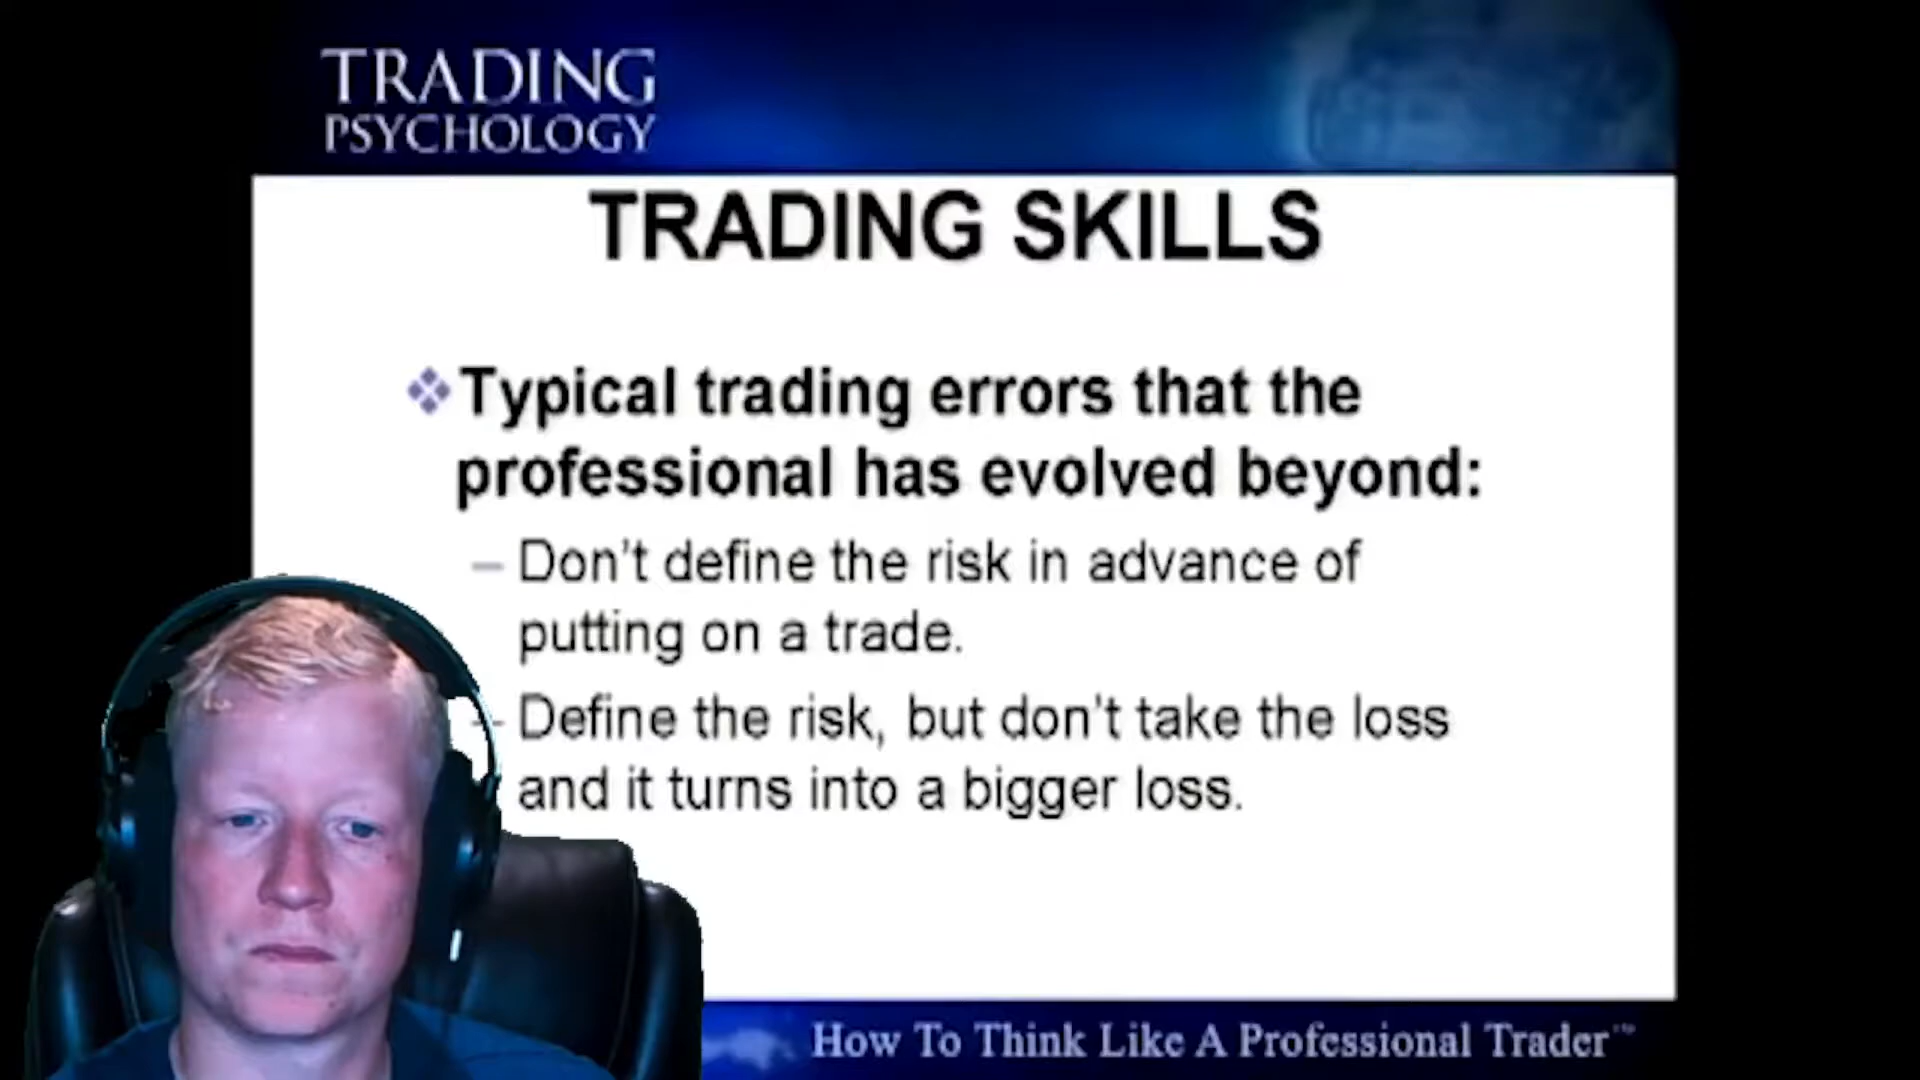 TRADING
PSYCHOLOGY
TRADING SKILLS
Typical trading errors that the
professional has evolved beyond:
– Don't define the risk in advance of
putting on a trade.
– Define the risk, but don't take the loss
and it turns into a bigger loss.
How To Think Like A Professional Trader™